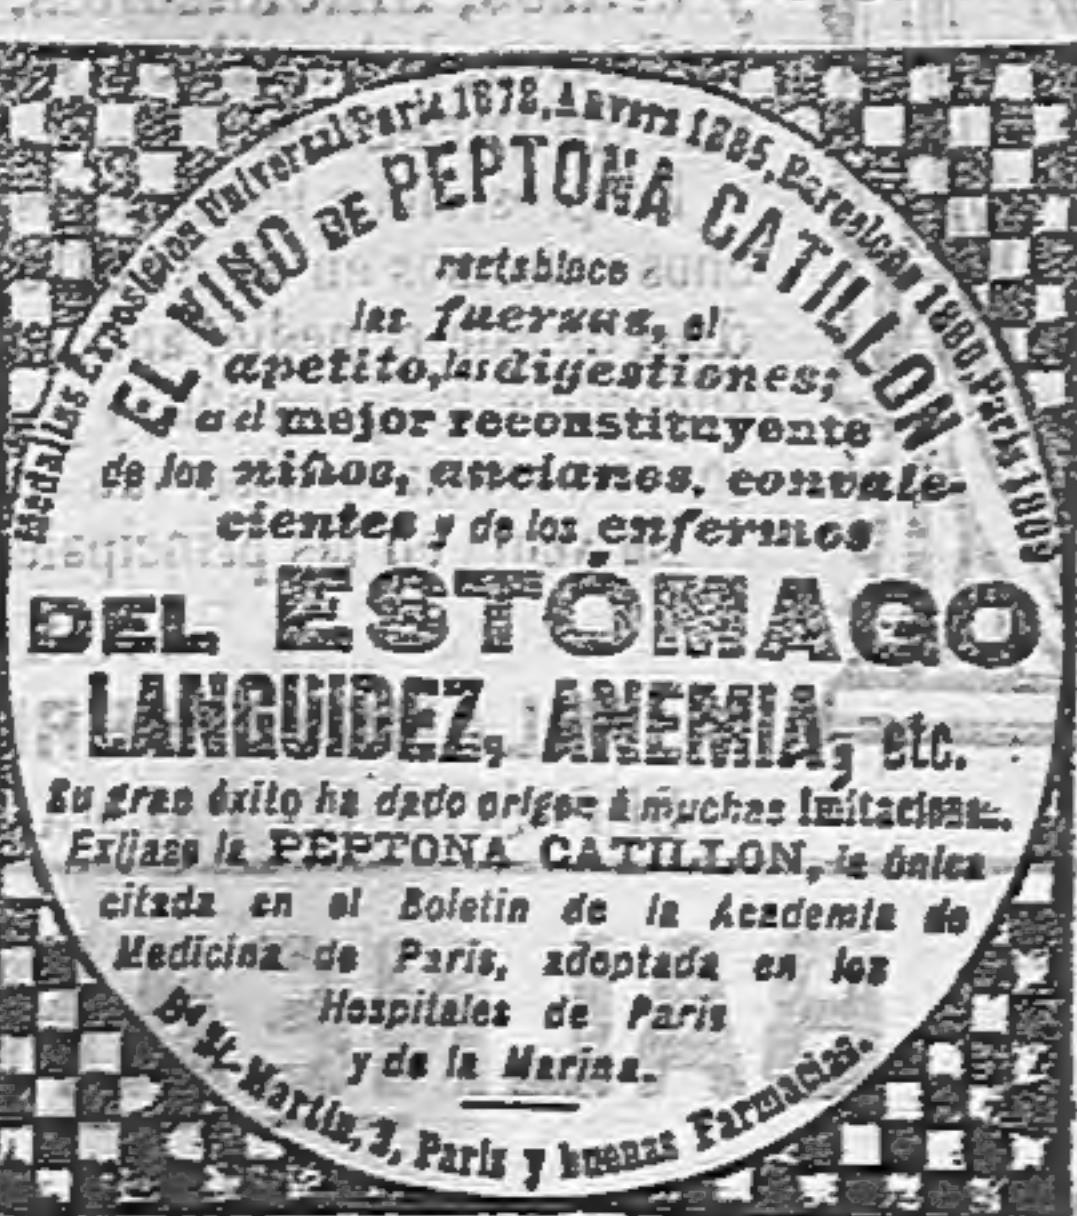 Medallas Exposicion Universal Paris 1878, Anvers 1885, Barcelona 1880, Paris 1889
EL VINO DE PEPTONA CATILLON
restablece
las fuerzas, el
apetito, las digestiones;
es el mejor reconstituyente
de los niños, ancianos, convale-
cientes y de los enfermos
DEL ESTÓMAGO
LANGUIDEZ, ANEMIA, etc.
Su gran éxito ha dado origen á muchas imitaciones.
Exijase la PEPTONA CATILLON, la única
citada en el Boletin de la Academia de
Medicina de Paris, adoptada en los
Hospitales de Paris
y de la Marina.
Bd St-Martin, 3, Paris y buenas Farmacias.